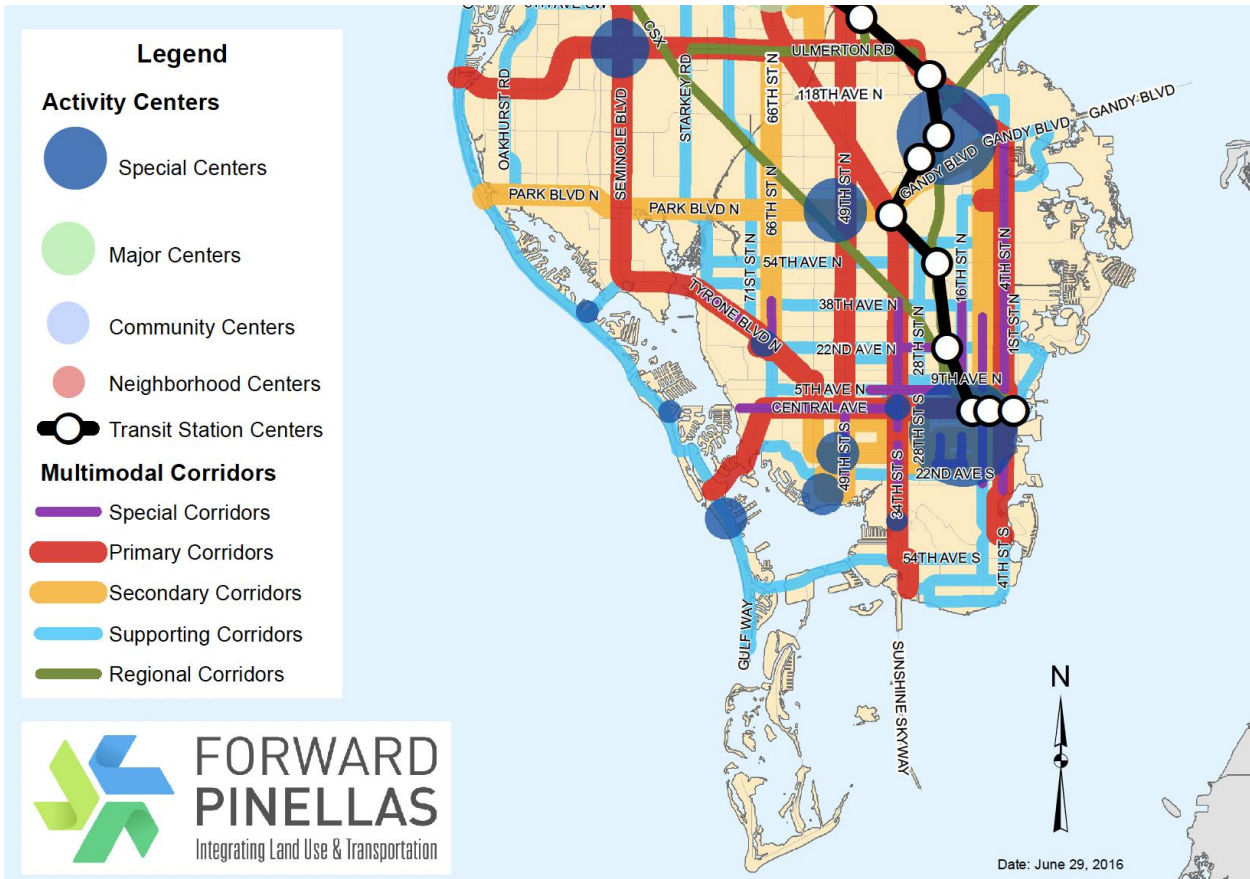 Legend
Activity Centers
Special Centers
Major Centers
Community Centers
Neighborhood Centers
Transit Station Centers
Multimodal Corridors
Special Corridors
Primary Corridors
Secondary Corridors
Supporting Corridors
Regional Corridors
FORWARD
PINELLAS
Integrating Land Use & Transportation
CSX
ULMERTON RD
OAKHURST RD
SEMINOLE BLVD
STARKEY RD
66TH ST N
118TH AVE N
GANDY BLVD
GANDY BLVD
GANDY BLVD
49TH ST N
PARK BLVD N
PARK BLVD N
66TH ST N
71ST ST N
54TH AVE N
16TH ST N
4TH ST N
TYRONE BLVD N
38TH AVE N
28TH ST N
1ST ST N
22ND AVE N
9TH AVE N
5TH AVE N
CENTRAL AVE
49TH ST S
28TH ST S
22ND AVE S
34TH ST S
54TH AVE S
4TH ST S
GULF WAY
SUNSHINE SKYWAY
N
Date: June 29, 2016